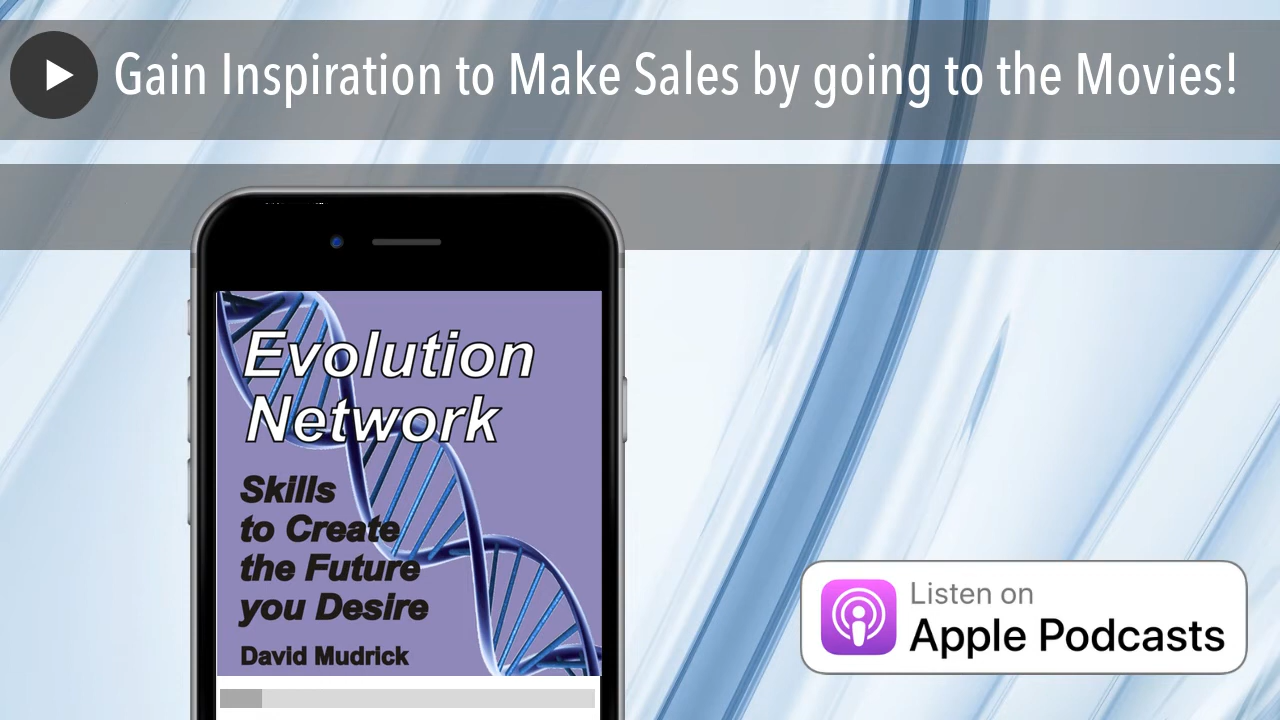 Gain Inspiration to Make Sales by going to the Movies!
Evolution
Network
Skills
to Create
the Future
you Desire
David Mudrick
Listen on
Apple Podcasts